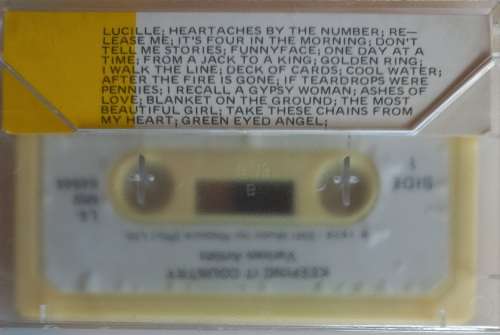 LUCILLE; HEARTACHES BY THE NUMBER; RE-
LEASE ME; IT'S FOUR IN THE MORNING; DON'T
TELL ME STORIES; FUNNYFACE; ONE DAY AT A
TIME; FROM A JACK TO A KING; GOLDEN RING;
I WALK THE LINE; DECK OF CARDS; COOL WATER;
AFTER THE FIRE IS GONE; IF TEARDROPS WERE
PENNIES; I RECALL A GYPSY WOMAN; ASHES OF
LOVE; BLANKET ON THE GROUND; THE MOST
BEAUTIFUL GIRL; TAKE THESE CHAINS FROM
MY HEART; GREEN EYED ANGEL;
SIDE
1
KEEPING IT COUNTRY
Various Artists